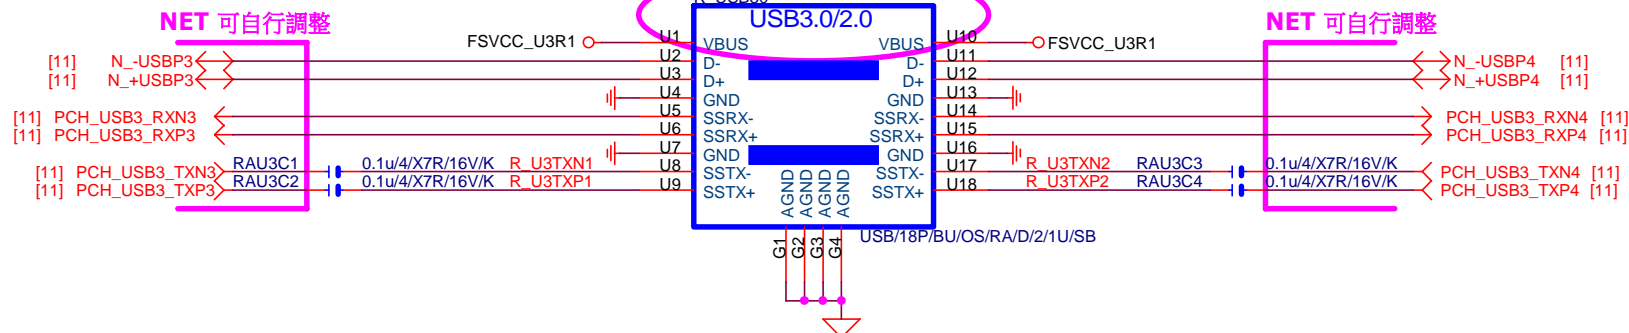 NET 可自行調整
USB3.0/2.0
NET 可自行調整
FSVCC_U3R1 U1 VBUS VBUS U10 FSVCC_U3R1
[11] N_-USBP3 U2 D- D- U11 N_-USBP4 [11]
[11] N_+USBP3 U3 D+ D+ U12 N_+USBP4 [11]
U4 GND GND U13
[11] PCH_USB3_RXN3 U5 SSRX- SSRX- U14 PCH_USB3_RXN4 [11]
[11] PCH_USB3_RXP3 U6 SSRX+ SSRX+ U15 PCH_USB3_RXP4 [11]
U7 GND GND U16
[11] PCH_USB3_TXN3 RAU3C1 0.1u/4/X7R/16V/K R_U3TXN1 U8 SSTX- SSTX- U17 R_U3TXN2 RAU3C3 0.1u/4/X7R/16V/K PCH_USB3_TXN4 [11]
[11] PCH_USB3_TXP3 RAU3C2 0.1u/4/X7R/16V/K R_U3TXP1 U9 SSTX+ SSTX+ U18 R_U3TXP2 RAU3C4 0.1u/4/X7R/16V/K PCH_USB3_TXP4 [11]
AGND AGND AGND AGND
G1 G2 G3 G4
USB/18P/BU/OS/RA/D/2/1U/SB